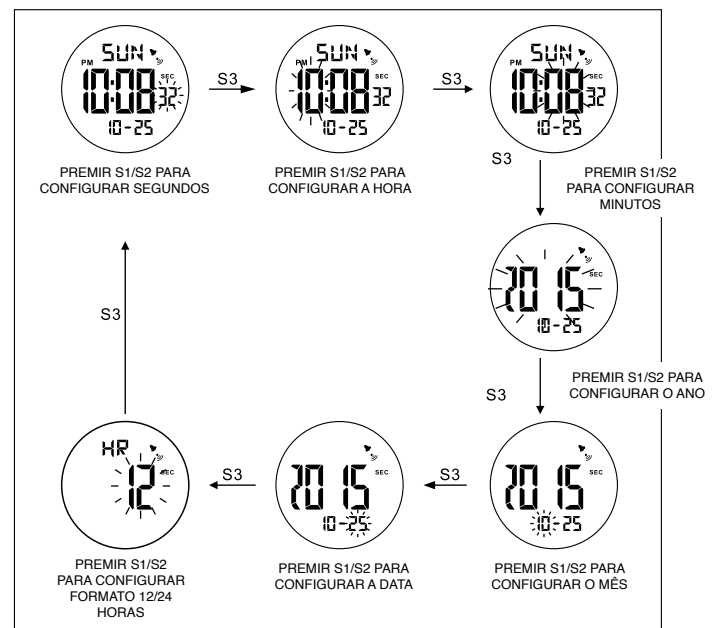 SUN
PM
10:08
SEC
32
10-25
PREMIR S1/S2 PARA
CONFIGURAR SEGUNDOS
S3
SUN
PM
10:08
32
10-25
PREMIR S1/S2 PARA
CONFIGURAR A HORA
S3
SUN
PM
10:08
SEC
32
10-25
PREMIR S1/S2
PARA CONFIGURAR
MINUTOS
S3
2015
SEC
10-25
PREMIR S1/S2 PARA
CONFIGURAR O ANO
S3
2015
SEC
10-25
PREMIR S1/S2 PARA
CONFIGURAR O MÊS
S3
2015
SEC
10-25
PREMIR S1/S2 PARA
CONFIGURAR A DATA
S3
HR
12
SEC
PREMIR S1/S2
PARA CONFIGURAR
FORMATO 12/24
HORAS
S3